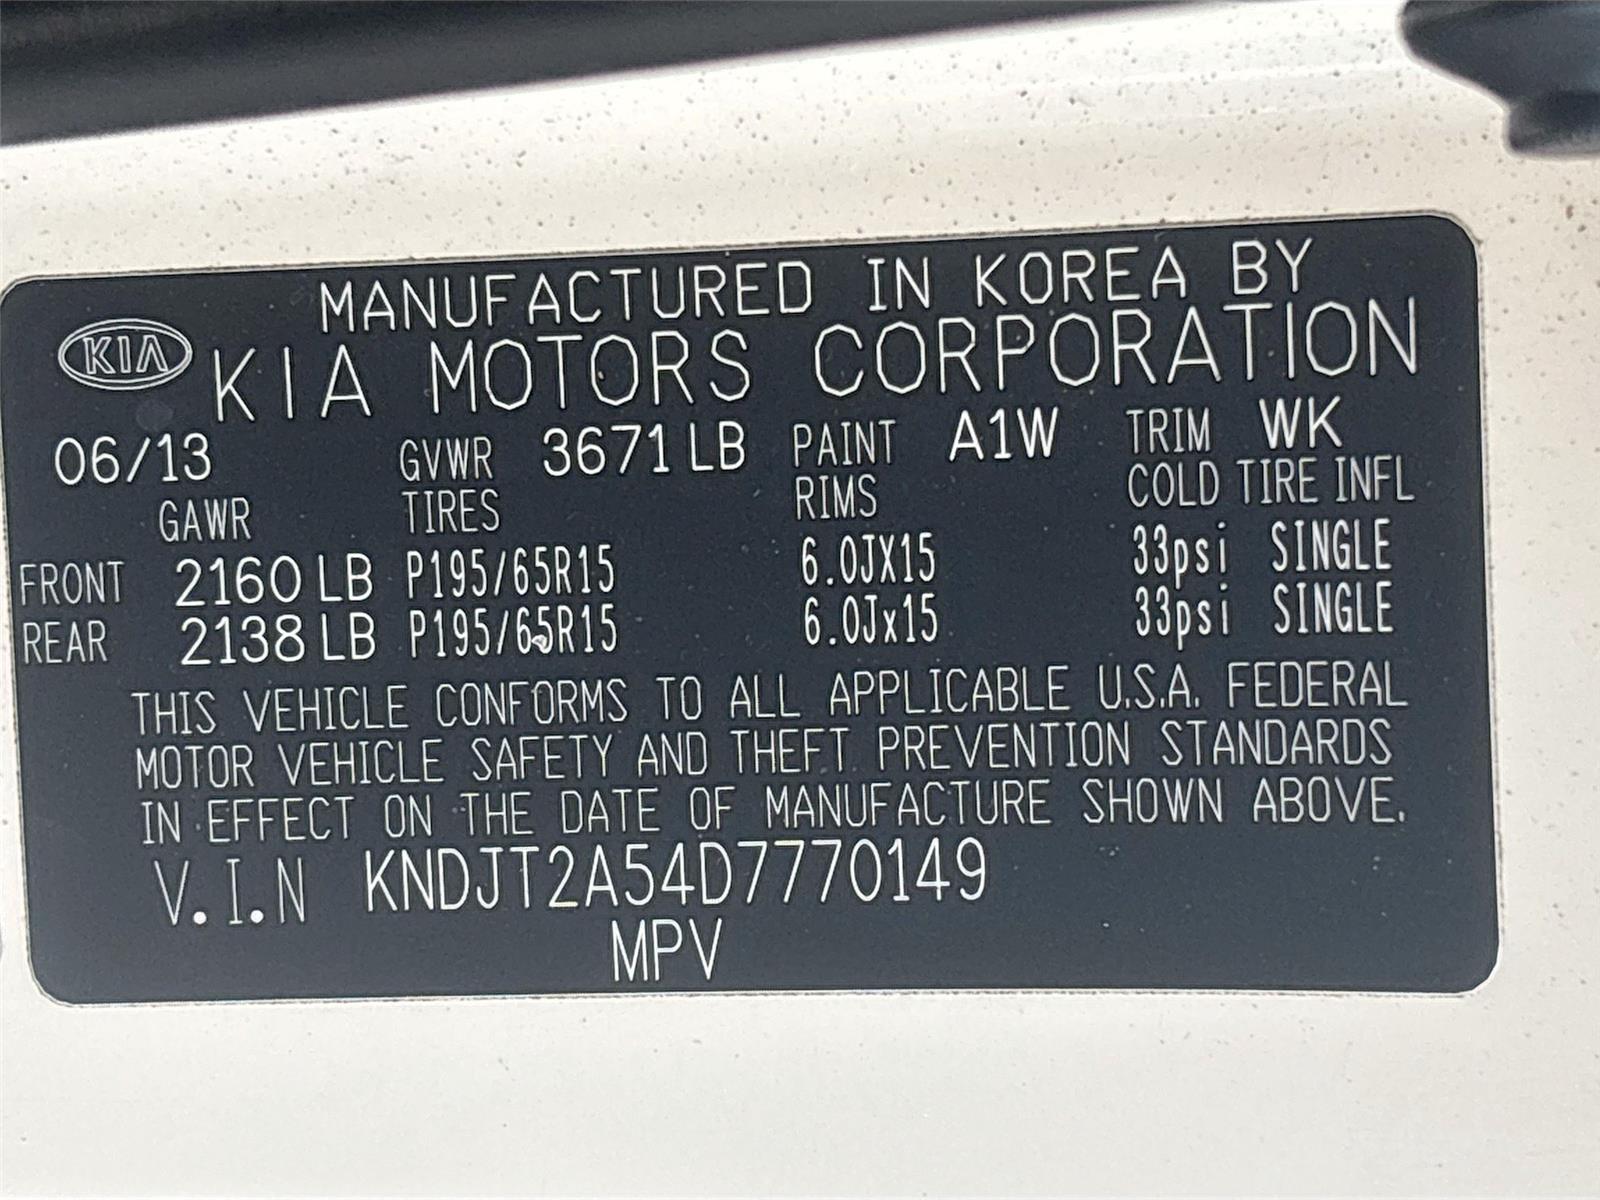 MANUFACTURED IN KOREA BY
KIA KIA MOTORS CORPORATION
06/13 GVWR 3671 LB PAINT A1W TRIM WK
GAWR TIRES RIMS COLD TIRE INFL
FRONT 2160 LB P195/65R15 6.0JX15 33psi SINGLE
REAR 2138 LB P195/65R15 6.0Jx15 33psi SINGLE
THIS VEHICLE CONFORMS TO ALL APPLICABLE U.S.A. FEDERAL
MOTOR VEHICLE SAFETY AND THEFT PREVENTION STANDARDS
IN EFFECT ON THE DATE OF MANUFACTURE SHOWN ABOVE.
V.I.N KNDJT2A54D7770149
MPV